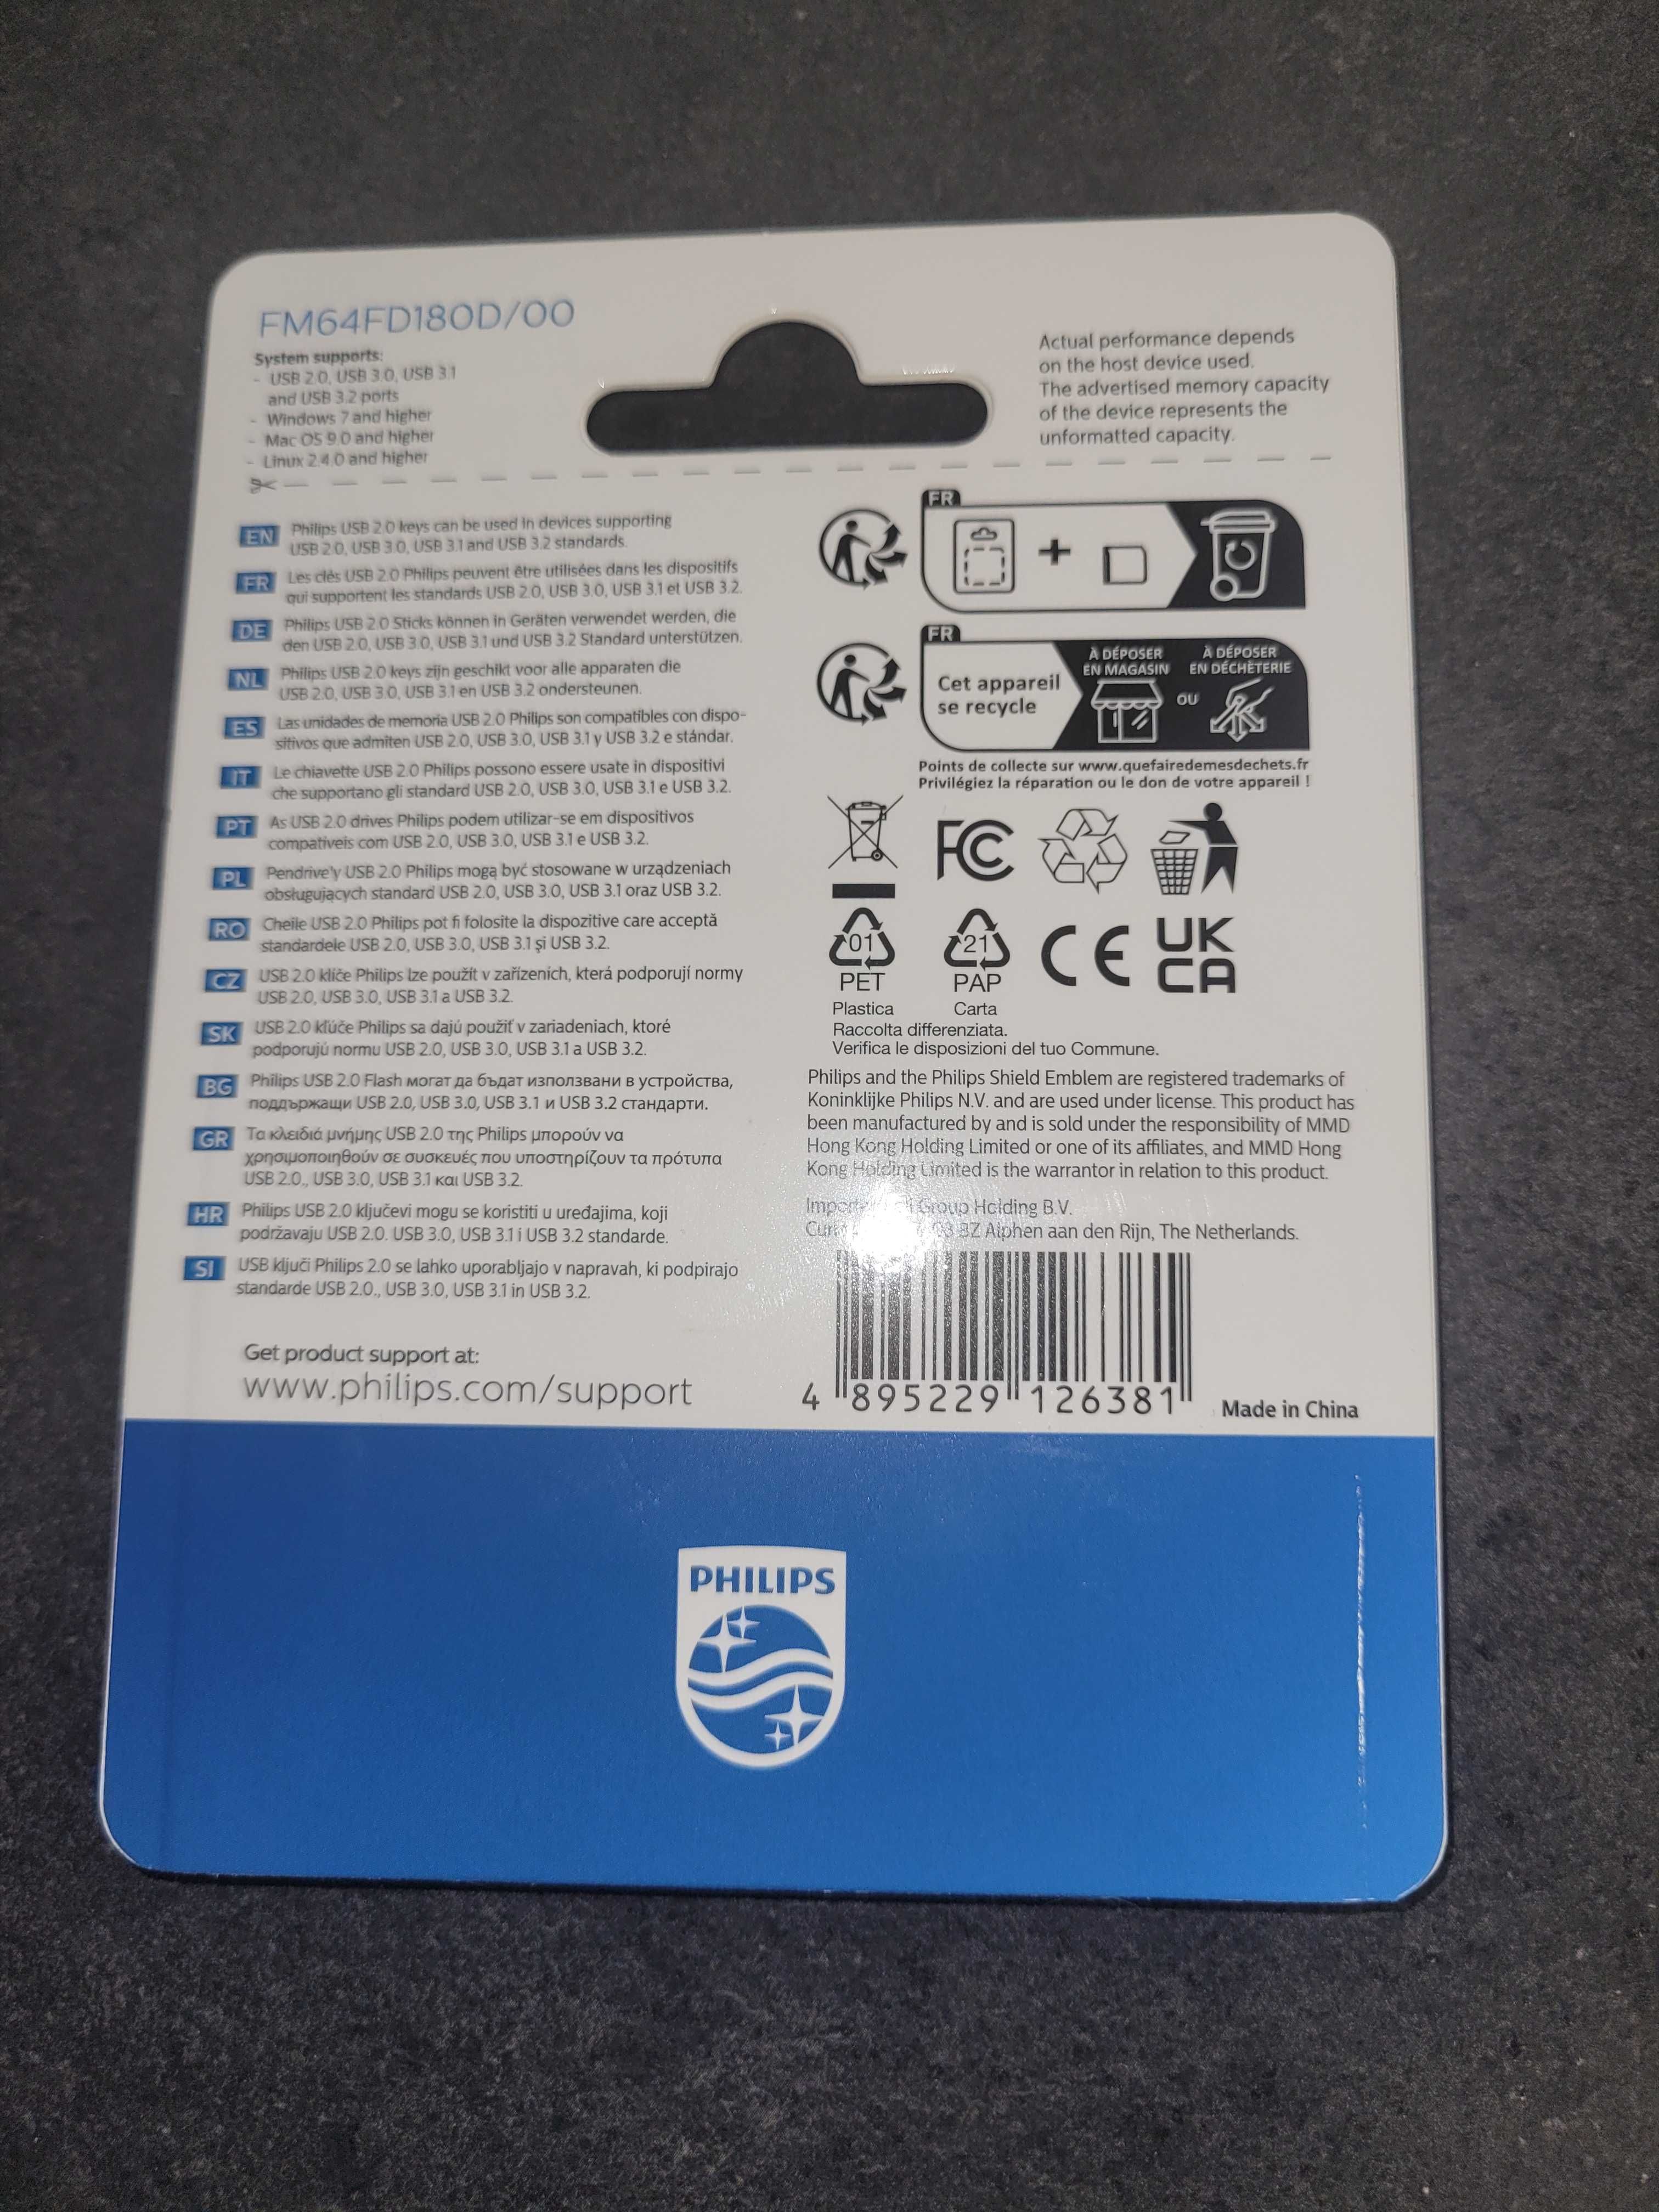 FM64FD180D/00
System supports:
- USB 2.0, USB 3.0, USB 3.1
and USB 3.2 ports
- Windows 7 and higher
- Mac OS 9.0 and higher
- Linux 2.4.0 and higher
Actual performance depends
on the host device used.
The advertised memory capacity
of the device represents the
unformatted capacity.
EN Philips USB 2.0 keys can be used in devices supporting
USB 2.0, USB 3.0, USB 3.1 and USB 3.2 standards.
FR Les clés USB 2.0 Philips peuvent être utilisées dans les dispositifs
qui supportent les standards USB 2.0, USB 3.0, USB 3.1 et USB 3.2.
DE Philips USB 2.0 Sticks können in Geräten verwendet werden, die
den USB 2.0, USB 3.0, USB 3.1 und USB 3.2 Standard unterstützen.
NL Philips USB 2.0 keys zijn geschikt voor alle apparaten die
USB 2.0, USB 3.0, USB 3.1 en USB 3.2 ondersteunen.
ES Las unidades de memoria USB 2.0 Philips son compatibles con dispo-
sitivos que admiten USB 2.0, USB 3.0, USB 3.1 y USB 3.2 e stándar.
IT Le chiavette USB 2.0 Philips possono essere usate in dispositivi
che supportano gli standard USB 2.0, USB 3.0, USB 3.1 e USB 3.2.
PT As USB 2.0 drives Philips podem utilizar-se em dispositivos
compatíveis com USB 2.0, USB 3.0, USB 3.1 e USB 3.2.
PL Pendrive'y USB 2.0 Philips mogą być stosowane w urządzeniach
obsługujących standard USB 2.0, USB 3.0, USB 3.1 oraz USB 3.2.
RO Cheile USB 2.0 Philips pot fi folosite la dispozitive care acceptă
standardele USB 2.0, USB 3.0, USB 3.1 și USB 3.2.
CZ USB 2.0 klíče Philips lze použít v zařízeních, která podporují normy
USB 2.0, USB 3.0, USB 3.1 a USB 3.2.
SK USB 2.0 kľúče Philips sa dajú použiť v zariadeniach, ktoré
podporujú normu USB 2.0, USB 3.0, USB 3.1 a USB 3.2.
BG Philips USB 2.0 Flash могат да бъдат използвани в устройства,
поддържащи USB 2.0, USB 3.0, USB 3.1 и USB 3.2 стандарти.
GR Τα κλειδιά μνήμης USB 2.0 της Philips μπορούν να
χρησιμοποιηθούν σε συσκευές που υποστηρίζουν τα πρότυπα
USB 2.0., USB 3.0, USB 3.1 και USB 3.2.
HR Philips USB 2.0 ključevi mogu se koristiti u uređajima, koji
podržavaju USB 2.0. USB 3.0, USB 3.1 i USB 3.2 standarde.
SI USB ključi Philips 2.0 se lahko uporabljajo v napravah, ki podpirajo
standarde USB 2.0., USB 3.0, USB 3.1 in USB 3.2.
Get product support at:
www.philips.com/support
FR
+
FR
Cet appareil
se recycle
À DÉPOSER
EN MAGASIN
OU
À DÉPOSER
EN DÉCHÈTERIE
Points de collecte sur www.quefairedemesdechets.fr
Privilégiez la réparation ou le don de votre appareil !
FC
01
PET
Plastica
21
PAP
Carta
CE
UK
CA
Raccolta differenziata.
Verifica le disposizioni del tuo Commune.
Philips and the Philips Shield Emblem are registered trademarks of
Koninklijke Philips N.V. and are used under license. This product has
been manufactured by and is sold under the responsibility of MMD
Hong Kong Holding Limited or one of its affiliates, and MMD Hong
Kong Holding Limited is the warrantor in relation to this product.
Group Holding B.V.
BZ Alphen aan den Rijn, The Netherlands.
4 895229 126381
Made in China
PHILIPS